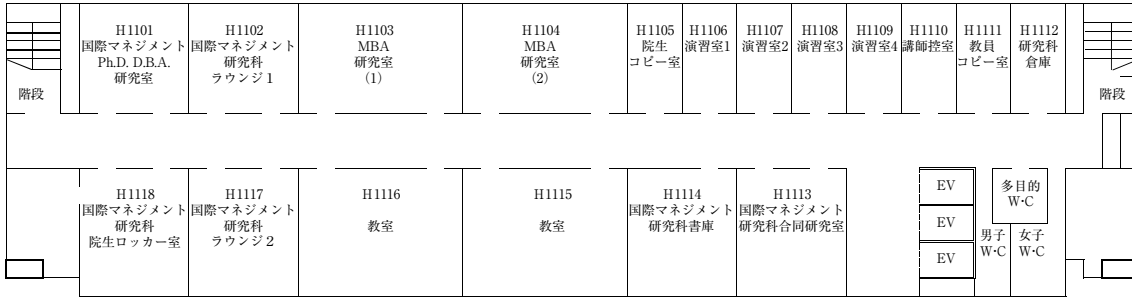 階段
H1101
国際マネジメント
Ph.D. D.B.A.
研究室
H1102
国際マネジメント
研究科
ラウンジ1
H1103
MBA
研究室
(1)
H1104
MBA
研究室
(2)
H1105
院生
コピー室
H1106
演習室1
H1107
演習室2
H1108
演習室3
H1109
演習室4
H1110
講師控室
H1111
教員
コピー室
H1112
研究科
倉庫
階段
H1118
国際マネジメント
研究科
院生ロッカー室
H1117
国際マネジメント
研究科
ラウンジ2
H1116
教室
H1115
教室
H1114
国際マネジメント
研究科書庫
H1113
国際マネジメント
研究科合同研究室
EV
EV
EV
多目的
W・C
男子
W・C
女子
W・C